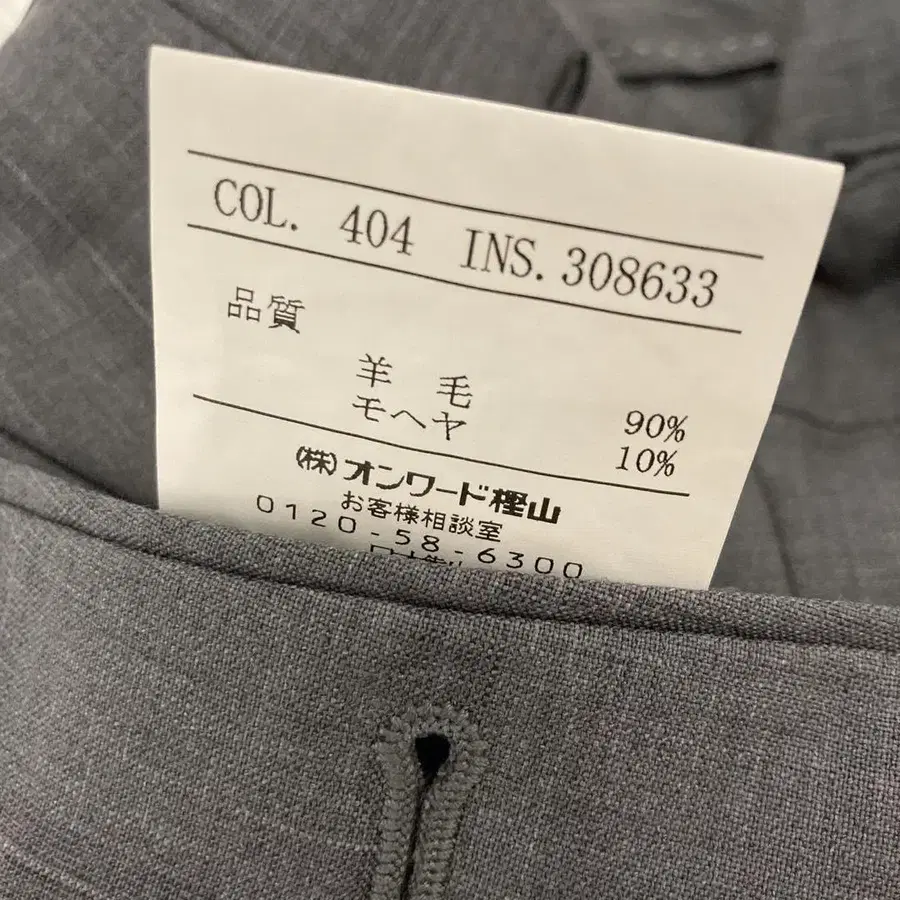 COL. 404 INS. 308633
品質
羊 毛 90%
モヘヤ 10%
(株)オンワード樫山
お客様相談室
0120-58-6300